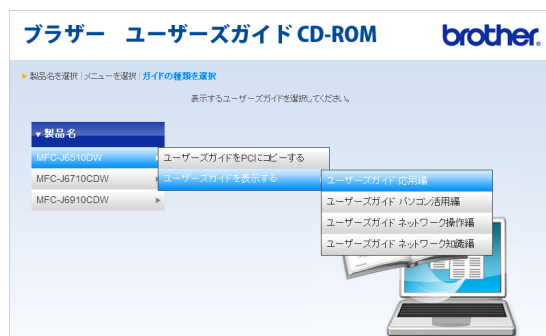 ブラザー ユーザーズガイド CD-ROM
brother
製品名を選択 | メニューを選択 | ガイドの種類を選択
表示するユーザーズガイドを選択してください。
▼製品名
MFC-J6510DW
ユーザーズガイドをPCにコピーする
MFC-J6710CDW
ユーザーズガイドを表示する
ユーザーズガイド 応用編
MFC-J6910CDW
ユーザーズガイド パソコン活用編
ユーザーズガイド ネットワーク操作編
ユーザーズガイド ネットワーク知識編